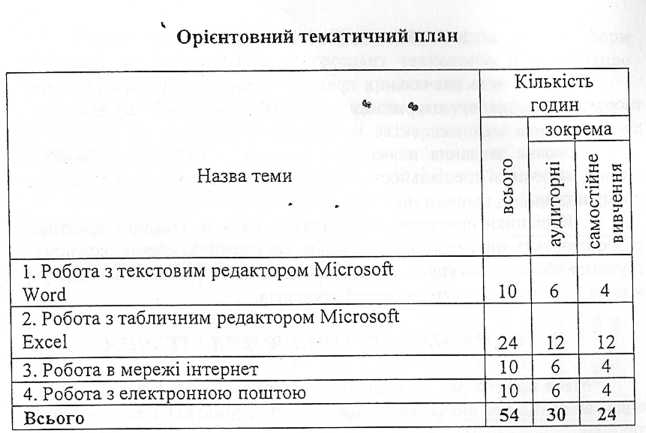 Орієнтовний тематичний план
Назва теми
Кількість
годин
всього
зокрема
аудиторні
самостійне
вивчення
1. Робота з текстовим редактором Microsoft
Word 10 6 4
2. Робота з табличним редактором Microsoft
Excel 24 12 12
3. Робота в мережі інтернет 10 6 4
4. Робота з електронною поштою 10 6 4
Всього 54 30 24